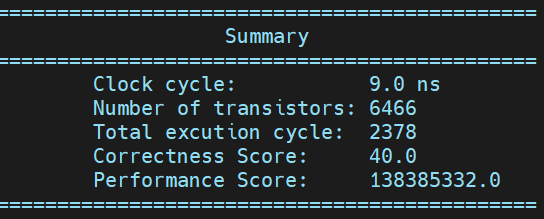 ==============================================
Summary
==============================================
Clock cycle: 9.0 ns
Number of transistors: 6466
Total excution cycle: 2378
Correctness Score: 40.0
Performance Score: 138385332.0
==============================================